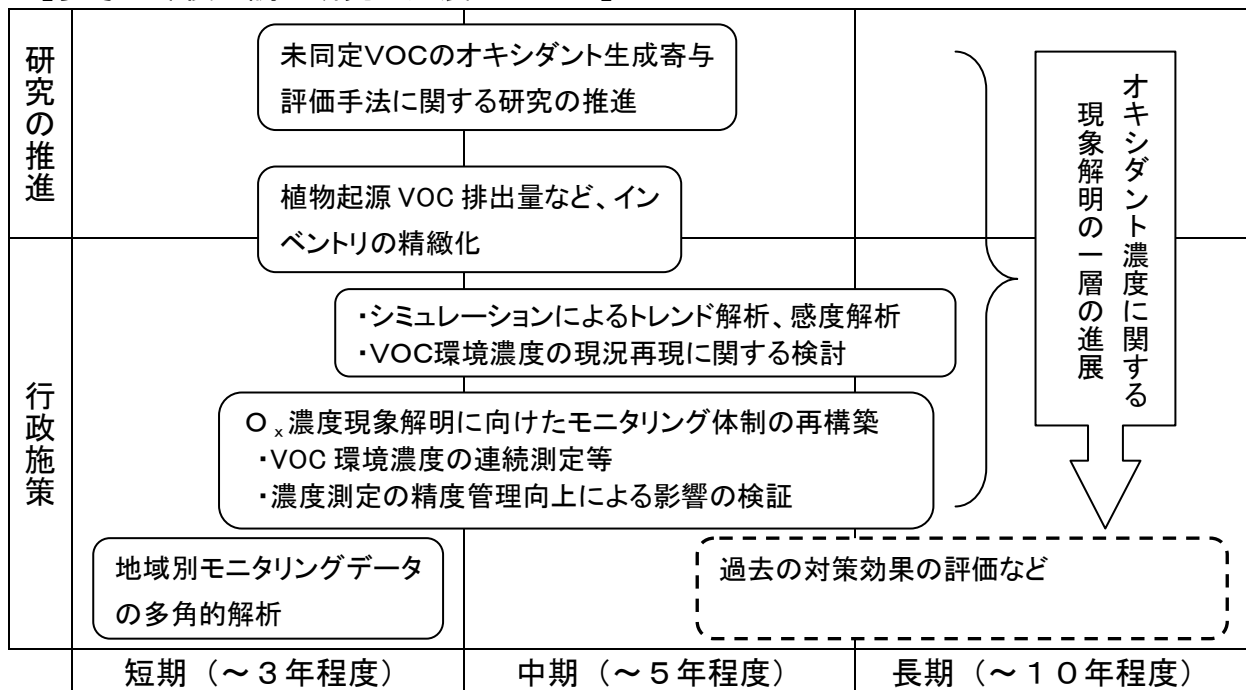 研究の推進
未同定VOCのオキシダント生成寄与
評価手法に関する研究の推進
植物起源 VOC 排出量など、イン
ベントリの精緻化
オキシダント濃度に関する
現象解明の一層の進展
行政施策
・シミュレーションによるトレンド解析、感度解析
・VOC環境濃度の現況再現に関する検討
Ｏｘ濃度現象解明に向けたモニタリング体制の再構築
・VOC 環境濃度の連続測定等
・濃度測定の精度管理向上による影響の検証
地域別モニタリングデータ
の多角的解析
過去の対策効果の評価など
短期（～３年程度）
中期（～５年程度）
長期（～１０年程度）